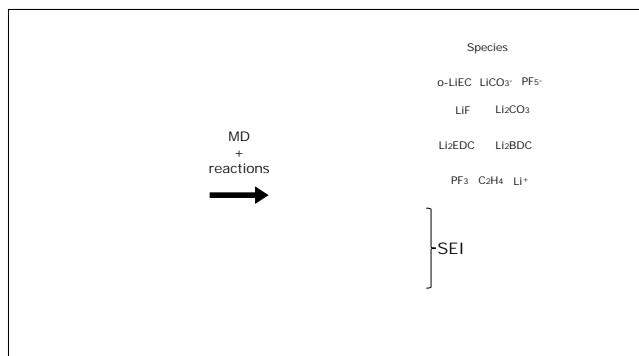 Species
o-LiEC LiCO₃⁻ PF₅⁻
LiF Li₂CO₃
MD
+
reactions
Li₂EDC Li₂BDC
PF₃ C₂H₄ Li⁺
SEI